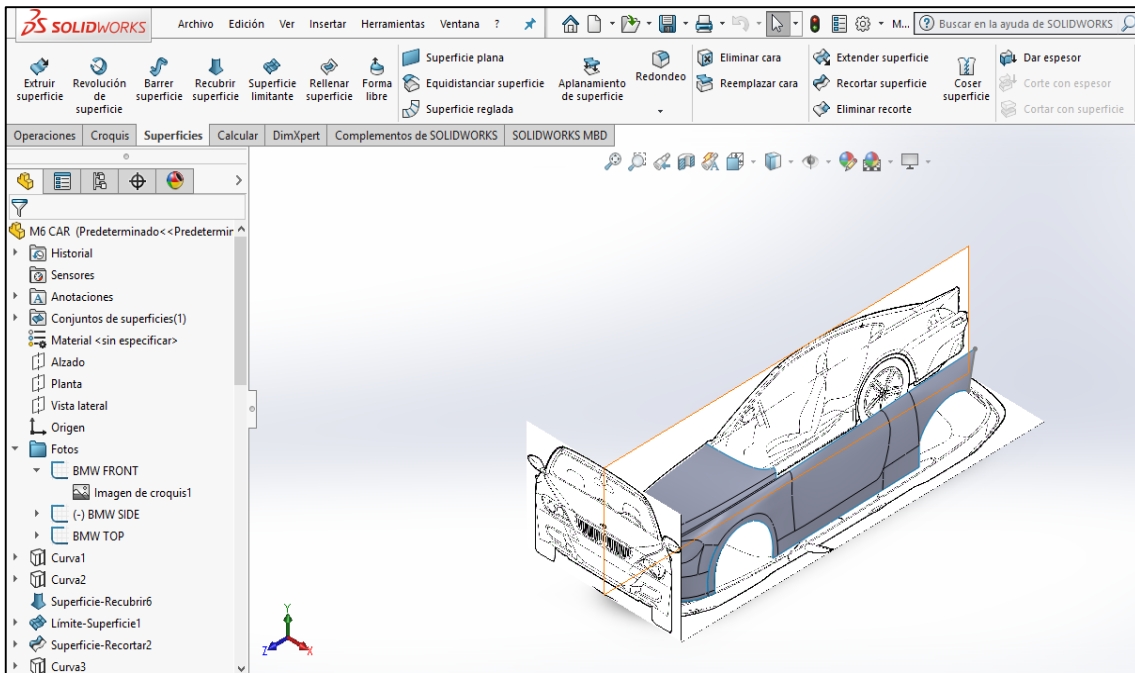 SOLIDWORKS Archivo Edición Ver Insertar Herramientas Ventana ? M... Buscar en la ayuda de SOLIDWORKS
Extruir superficie
Revolución de superficie
Barrer superficie
Recubrir superficie
Superficie limitante
Rellenar superficie
Forma libre
Superficie plana
Equidistanciar superficie
Superficie reglada
Aplanamiento de superficie
Redondeo
Eliminar cara
Reemplazar cara
Extender superficie
Recortar superficie
Eliminar recorte
Coser superficie
Dar espesor
Corte con espesor
Cortar con superficie
Operaciones Croquis Superficies Calcular DimXpert Complementos de SOLIDWORKS SOLIDWORKS MBD
M6 CAR (Predeterminado<<Predetermir
Historial
Sensores
Anotaciones
Conjuntos de superficies(1)
Material <sin especificar>
Alzado
Planta
Vista lateral
Origen
Fotos
BMW FRONT
Imagen de croquis1
(-) BMW SIDE
BMW TOP
Curva1
Curva2
Superficie-Recubrir6
Límite-Superficie1
Superficie-Recortar2
Curva3
Y
Z
X